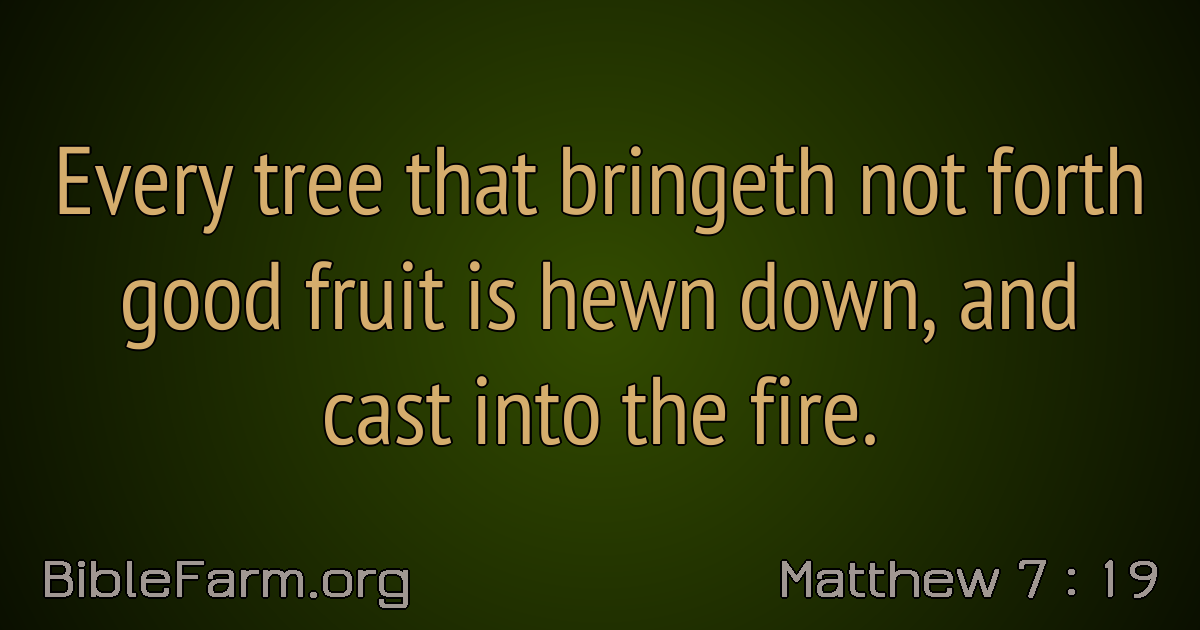 Every tree that bringeth not forth
good fruit is hewn down, and
cast into the fire.
BibleFarm.org
Matthew 7 : 19